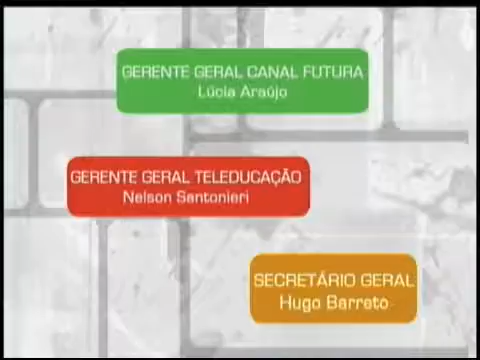 GERENTE GERAL CANAL FUTURA
Lúcia Araújo
GERENTE GERAL TELEDUCAÇÃO
Nelson Santonieri
SECRETÁRIO GERAL
Hugo Barreto